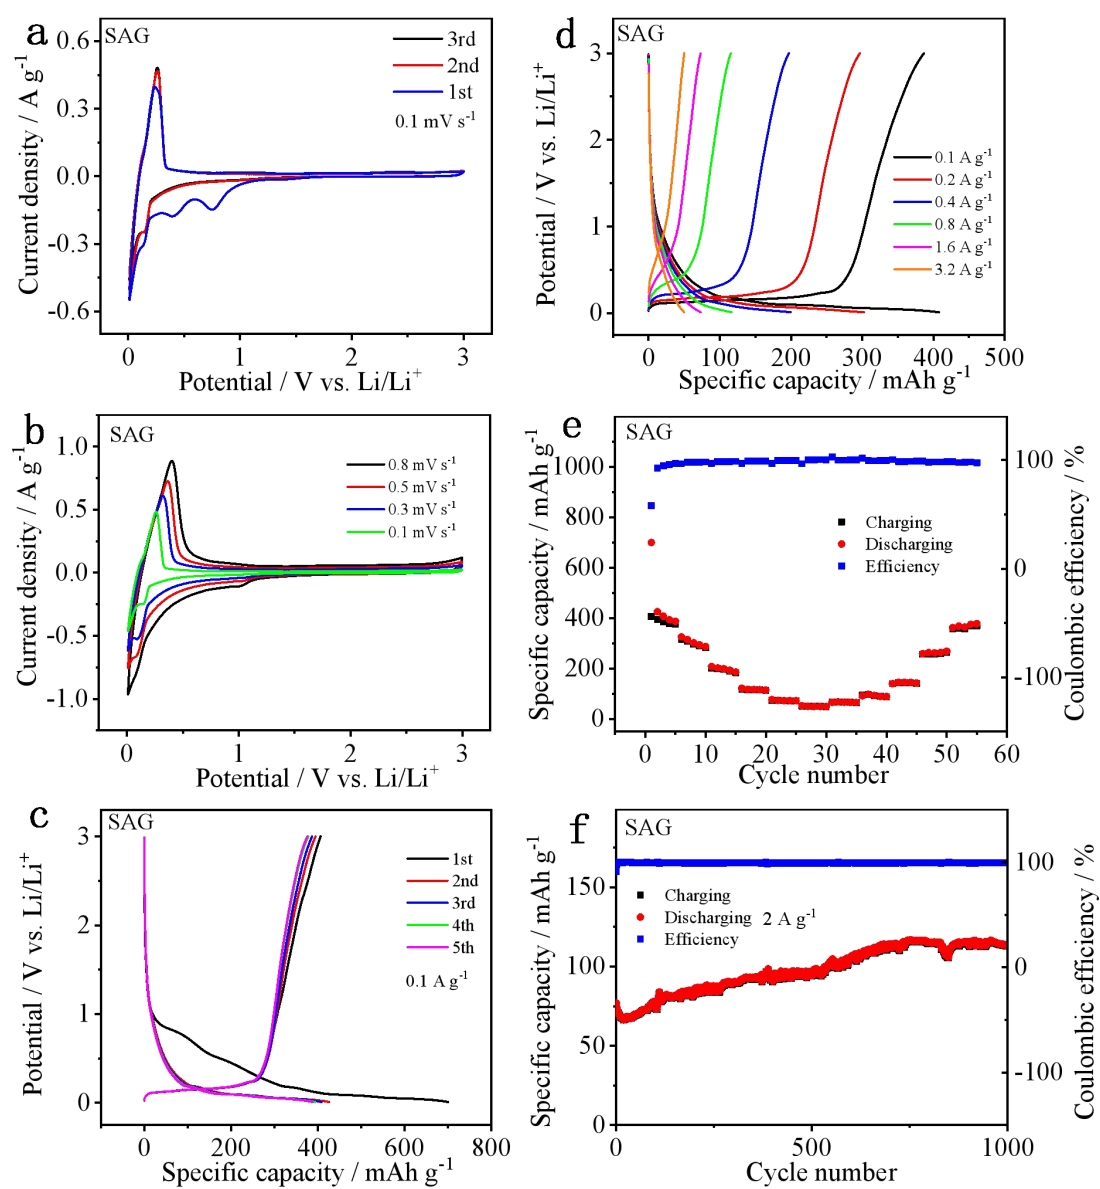 a
SAG
3rd
2nd
1st
0.1 mV s⁻¹
0.6
0.3
0.0
-0.3
-0.6
0
1
2
3
Current density / A g⁻¹
Potential / V vs. Li/Li⁺
b
SAG
0.8 mV s⁻¹
0.5 mV s⁻¹
0.3 mV s⁻¹
0.1 mV s⁻¹
1.0
0.5
0.0
-0.5
-1.0
0
1
2
3
Current density / A g⁻¹
Potential / V vs. Li/Li⁺
c
SAG
1st
2nd
3rd
4th
5th
0.1 A g⁻¹
3
2
1
0
0
200
400
600
800
Potential / V vs. Li/Li⁺
Specific capacity / mAh g⁻¹
d
SAG
0.1 A g⁻¹
0.2 A g⁻¹
0.4 A g⁻¹
0.8 A g⁻¹
1.6 A g⁻¹
3.2 A g⁻¹
3
2
1
0
0
100
200
300
400
500
Potential / V vs. Li/Li⁺
Specific capacity / mAh g⁻¹
e
SAG
Charging
Discharging
Efficiency
1000
800
600
400
200
0
100
0
-100
0
10
20
30
40
50
60
Specific capacity / mAh g⁻¹
Coulombic efficiency / %
Cycle number
f
SAG
Charging
Discharging 2 A g⁻¹
Efficiency
150
125
100
75
50
25
0
100
0
-100
0
500
1000
Specific capacity / mAh g⁻¹
Coulombic efficiency / %
Cycle number